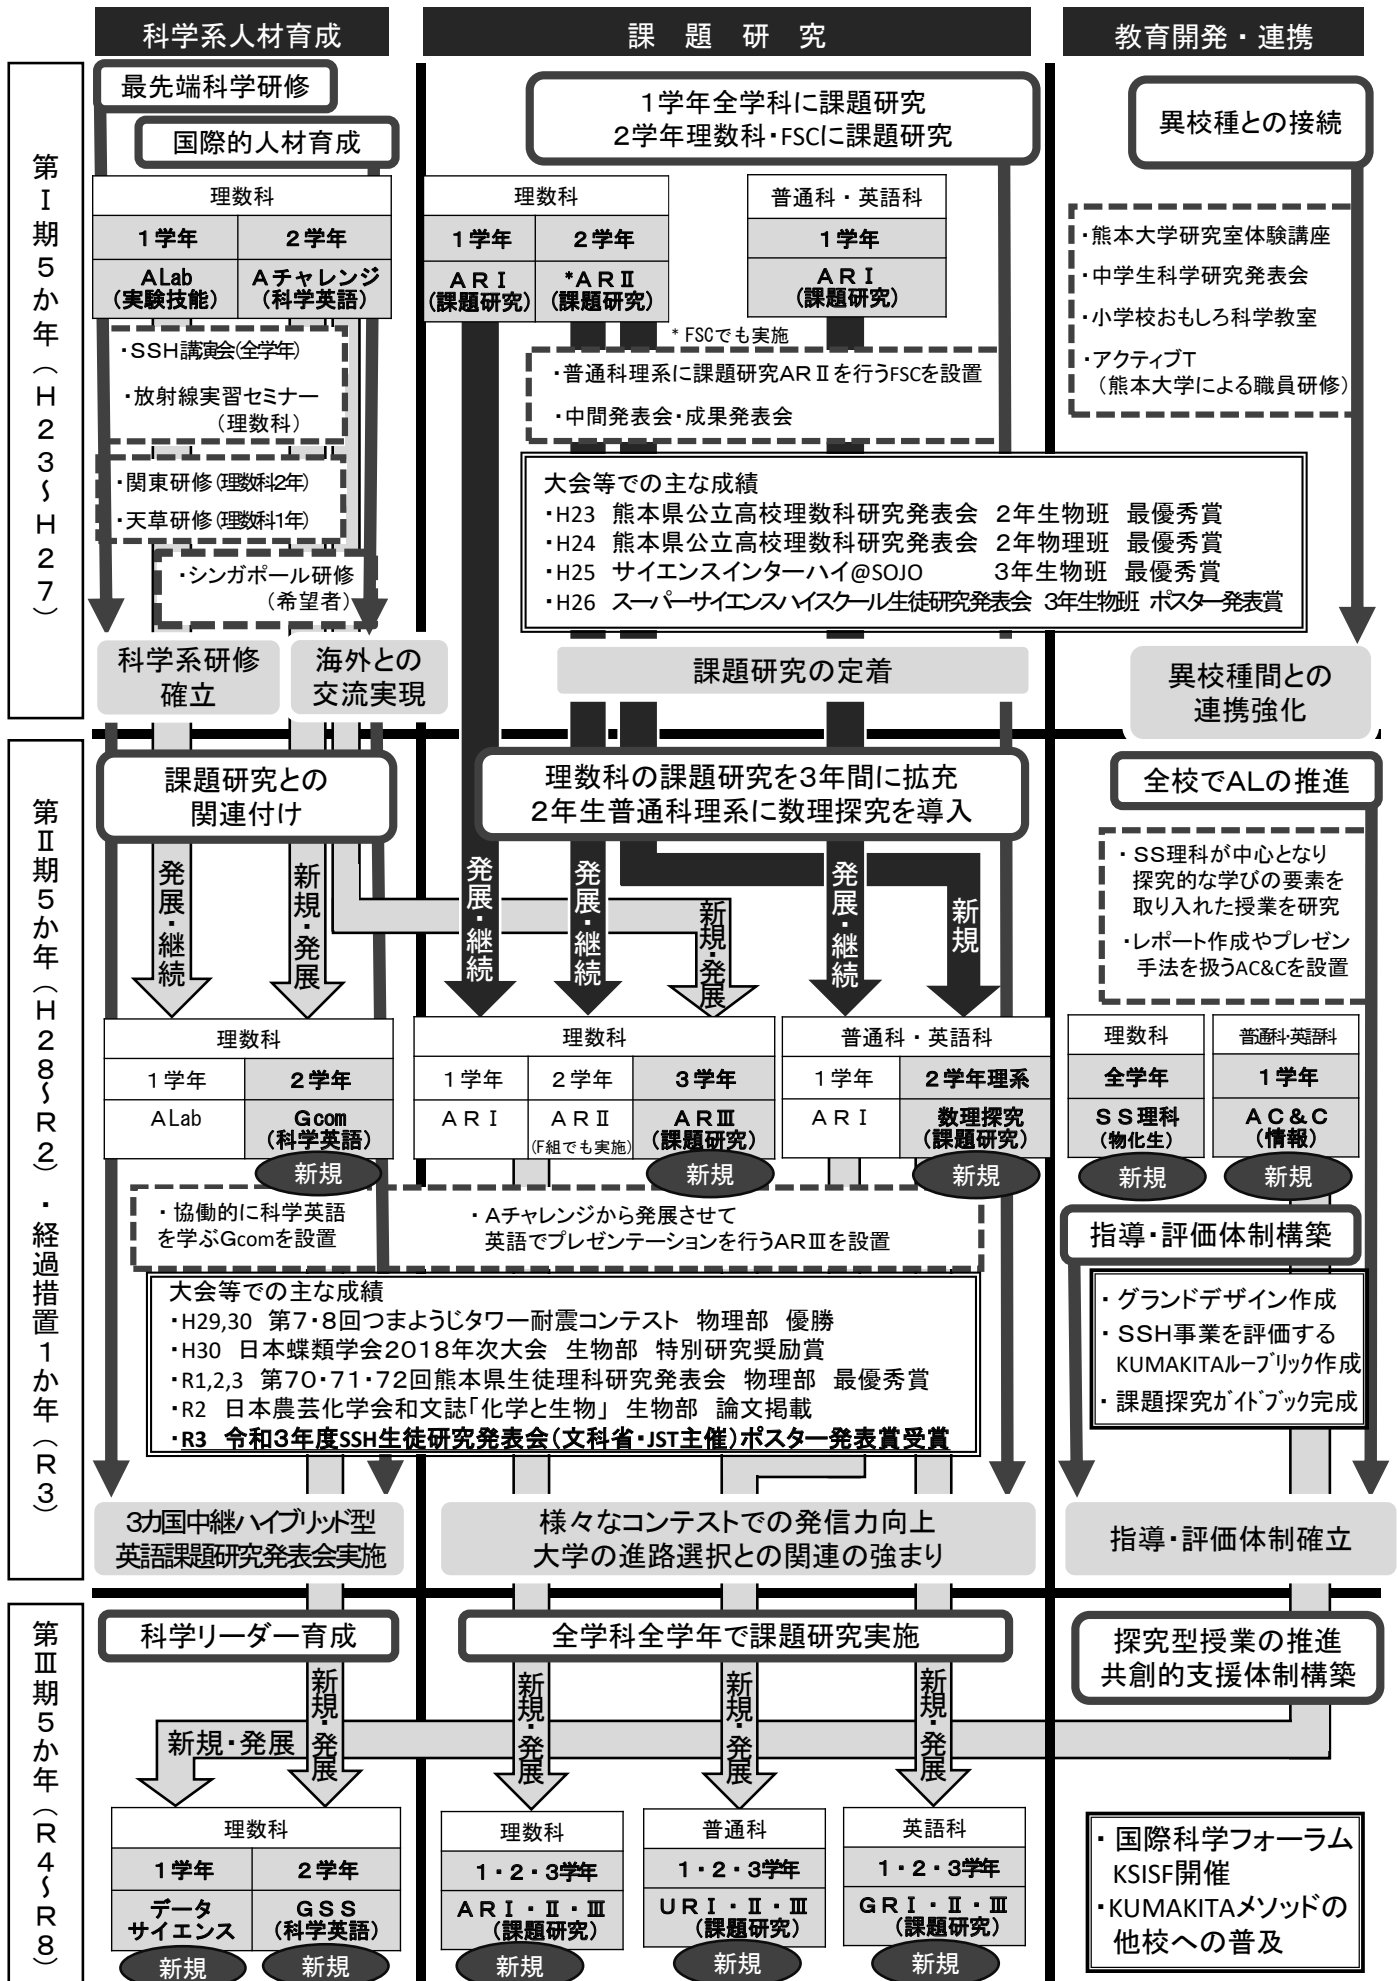 科学系人材育成
課題研究
教育開発・連携
第Ⅰ期５か年（Ｈ２３～Ｈ２７）
最先端科学研修
国際的人材育成
理数科
１学年
２学年
ALab
（実験技能）
Aチャレンジ
（科学英語）
・ＳＳＨ講演会(全学年)
・放射線実習セミナー
（理数科）
・関東研修(理数科2年)
・天草研修(理数科1年)
・シンガポール研修
（希望者）
科学系研修
確立
海外との
交流実現
１学年全学科に課題研究
２学年理数科・FSCに課題研究
理数科
１学年
２学年
ＡＲⅠ
（課題研究）
*ＡＲⅡ
（課題研究）
* FSCでも実施
普通科・英語科
１学年
ＡＲⅠ
（課題研究）
・普通科理系に課題研究ＡＲⅡを行うFSCを設置
・中間発表会・成果発表会
大会等での主な成績
・H23　熊本県公立高校理数科研究発表会　２年生物班　最優秀賞
・H24　熊本県公立高校理数科研究発表会　２年物理班　最優秀賞
・H25　サイエンスインターハイ@SOJO　３年生物班　最優秀賞
・H26　スーパーサイエンスハイスクール生徒研究発表会　３年生物班　ポスター発表賞
課題研究の定着
異校種との接続
・熊本大学研究室体験講座
・中学生科学研究発表会
・小学校おもしろ科学教室
・アクティブＴ
（熊本大学による職員研修）
異校種間との
連携強化
第Ⅱ期５か年（Ｈ２８～Ｒ２）・経過措置１か年（Ｒ３）
課題研究との
関連付け
発展・継続
新規・発展
理数科
１学年
２学年
ALab
Gcom
（科学英語）
新規
・協働的に科学英語
を学ぶGcomを設置
理数科の課題研究を３年間に拡充
２年生普通科理系に数理探究を導入
発展・継続
発展・継続
新規・発展
発展・継続
新規
理数科
１学年
２学年
３学年
ＡＲⅠ
ＡＲⅡ
（F組でも実施）
ＡＲⅢ
（課題研究）
新規
普通科・英語科
１学年
２学年理系
ＡＲⅠ
数理探究
（課題研究）
新規
・Ａチャレンジから発展させて
英語でプレゼンテーションを行うＡＲⅢを設置
大会等での主な成績
・H29,30　第７・８回つまようじタワー耐震コンテスト　物理部　優勝
・H30　日本蝶類学会２０１８年次大会　生物部　特別研究奨励賞
・R1,2,3　第７０・７１・７２回熊本県生徒理科研究発表会　物理部　最優秀賞
・R2　日本農芸化学会和文誌「化学と生物」　生物部　論文掲載
・R3　令和３年度SSH生徒研究発表会（文科省・JST主催）ポスター発表賞受賞
3カ国中継ハイブリッド型
英語課題研究発表会実施
様々なコンテストでの発信力向上
大学の進路選択との関連の強まり
全校でALの推進
・ＳＳ理科が中心となり
探究的な学びの要素を
取り入れた授業を研究
・レポート作成やプレゼン
手法を扱うAC&Cを設置
理数科
全学年
ＳＳ理科
（物化生）
新規
普通科・英語科
１学年
ＡＣ＆Ｃ
（情報）
新規
指導・評価体制構築
・グランドデザイン作成
・ＳＳＨ事業を評価する
KUMAKITAルーブリック作成
・課題探究ガイドブック完成
指導・評価体制確立
第Ⅲ期５か年（Ｒ４～Ｒ８）
科学リーダー育成
新規・発展
新規・発展
理数科
１学年
２学年
データ
サイエンス
ＧＳＳ
（科学英語）
新規
新規
全学科全学年で課題研究実施
新規・発展
新規・発展
新規・発展
理数科
１・２・３学年
ＡＲⅠ・Ⅱ・Ⅲ
（課題研究）
新規
普通科
１・２・３学年
ＵＲⅠ・Ⅱ・Ⅲ
（課題研究）
新規
英語科
１・２・３学年
ＧＲⅠ・Ⅱ・Ⅲ
（課題研究）
新規
探究型授業の推進
共創的支援体制構築
・国際科学フォーラム
KSISF開催
・KUMAKITAメソッドの
他校への普及